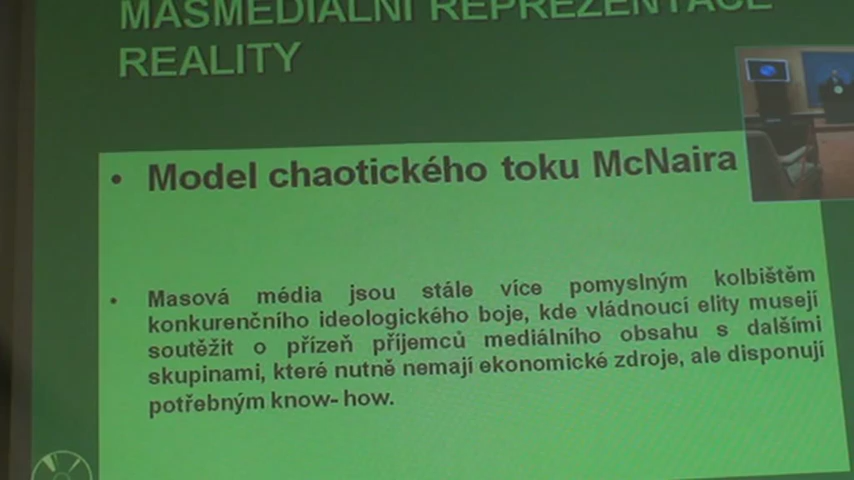 MASMEDIÁLNÍ REPREZENTACE
REALITY
• Model chaotického toku McNaira
• Masová média jsou stále více pomyslným kolbištěm
konkurenčního ideologického boje, kde vládnoucí elity musejí
soutěžit o přízeň příjemců mediálního obsahu s dalšími
skupinami, které nutně nemají ekonomické zdroje, ale disponují
potřebným know- how.